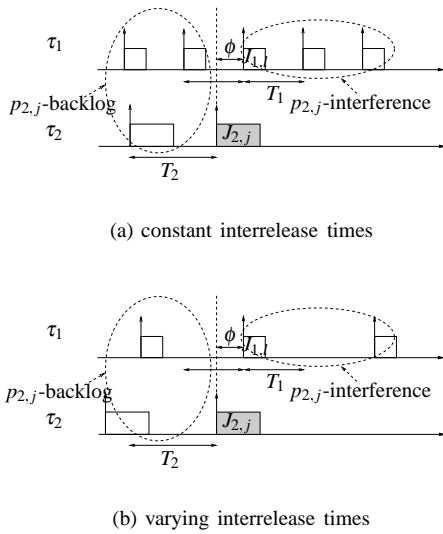 τ1
ϕ
J1,l
T1
p2,j-backlog
p2,j-interference
τ2
J2,j
T2
(a) constant interrelease times
τ1
ϕ
J1,l
T1
p2,j-backlog
p2,j-interference
τ2
J2,j
T2
(b) varying interrelease times